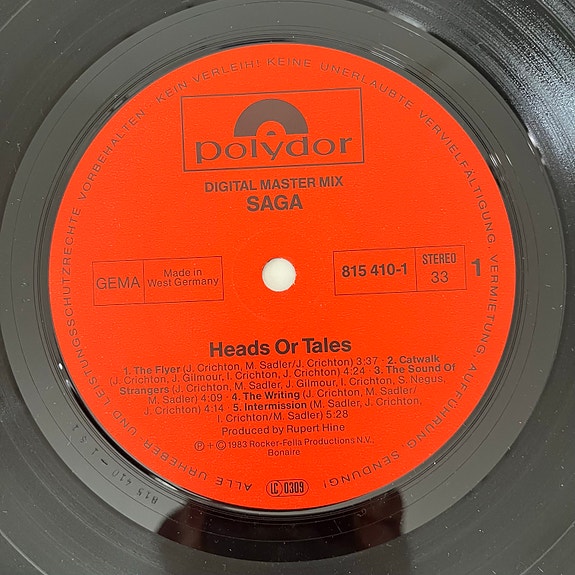 ALLE URHEBER UND LEISTUNGSSCHUTZRECHTE VORBEHALTEN · KEIN VERLEIH! KEINE UNERLAUBTE VERVIELFÄLTIGUNG, VERMIETUNG, AUFFÜHRUNG, SENDUNG!
polydor
DIGITAL MASTER MIX
SAGA
GEMA
Made in
West Germany
815 410-1
STEREO
33
1
Heads Or Tales
1. The Flyer (J. Crichton, M. Sadler/J. Crichton) 3:37 · 2. Catwalk
(J. Crichton, J. Gilmour, I. Crichton, J. Crichton) 4:24 · 3. The Sound Of
Strangers (J. Crichton, M. Sadler, J. Gilmour, I. Crichton, S. Negus,
M. Sadler) 4:09 · 4. The Writing (J. Crichton, M. Sadler/
J. Crichton) 4:14 · 5. Intermission (M. Sadler, J. Crichton,
I. Crichton/M. Sadler) 5:28
Produced by Rupert Hine
Ⓟ + © 1983 Rocker-Fella Productions N.V.,
Bonaire
LC 0309
815 410 - 1 S 1